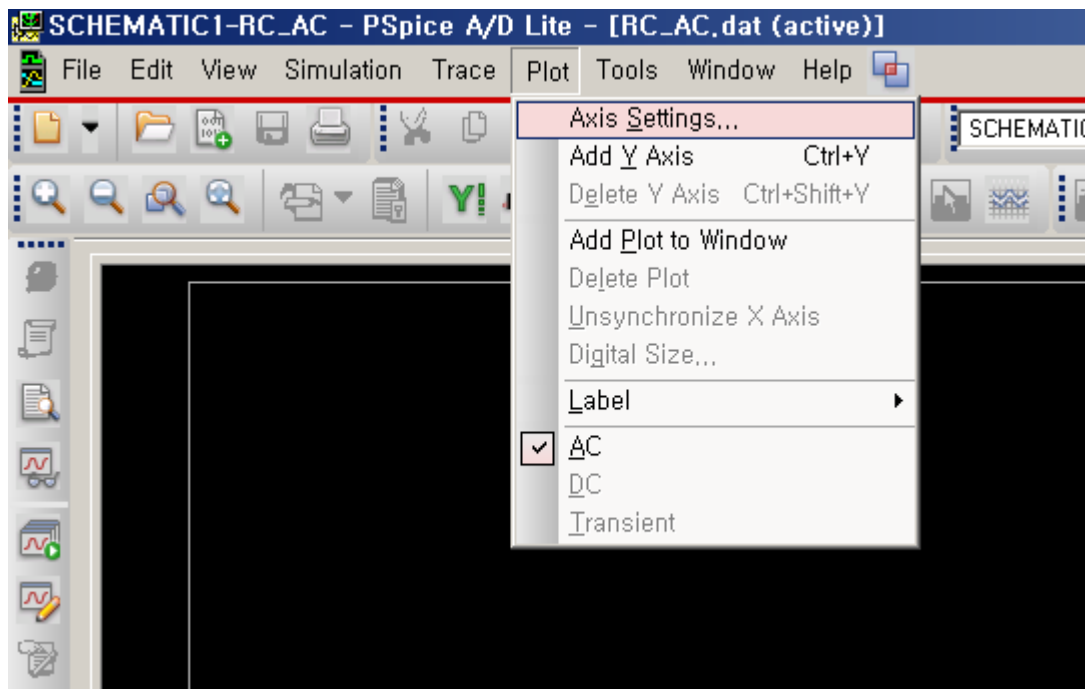 SCHEMATIC1-RC_AC - PSpice A/D Lite - [RC_AC.dat (active)]
File Edit View Simulation Trace Plot Tools Window Help
SCHEMATIC
Axis Settings...
Add Y Axis Ctrl+Y
Delete Y Axis Ctrl+Shift+Y
Add Plot to Window
Delete Plot
Unsynchronize X Axis
Digital Size...
Label
AC
DC
Transient